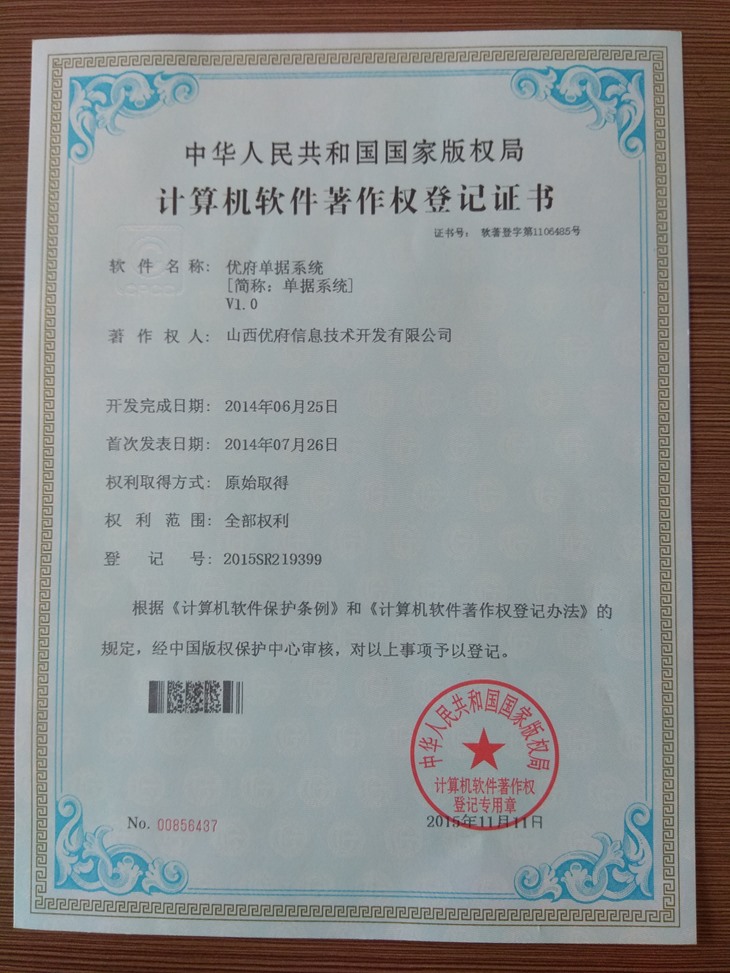 中华人民共和国国家版权局
计算机软件著作权登记证书
证书号: 软著登字第1106485号
软件名称: 优府单据系统
[简称: 单据系统]
V1.0
著作权人: 山西优府信息技术开发有限公司
开发完成日期: 2014年06月25日
首次发表日期: 2014年07月26日
权利取得方式: 原始取得
权利范围: 全部权利
登记号: 2015SR219399
根据《计算机软件保护条例》和《计算机软件著作权登记办法》的
规定, 经中国版权保护中心审核, 对以上事项予以登记。
中华人民共和国国家版权局
计算机软件著作权
登记专用章
No. 00856437
2015年11月11日